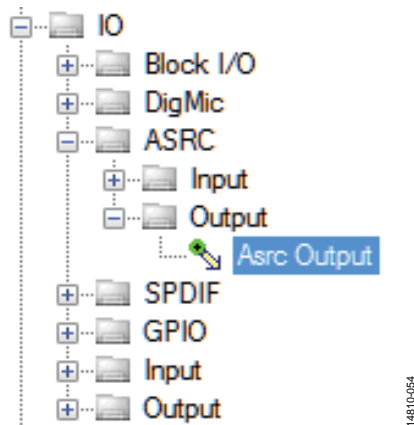 IO
Block I/O
DigMic
ASRC
Input
Output
Asrc Output
SPDIF
GPIO
Input
Output
14810-054